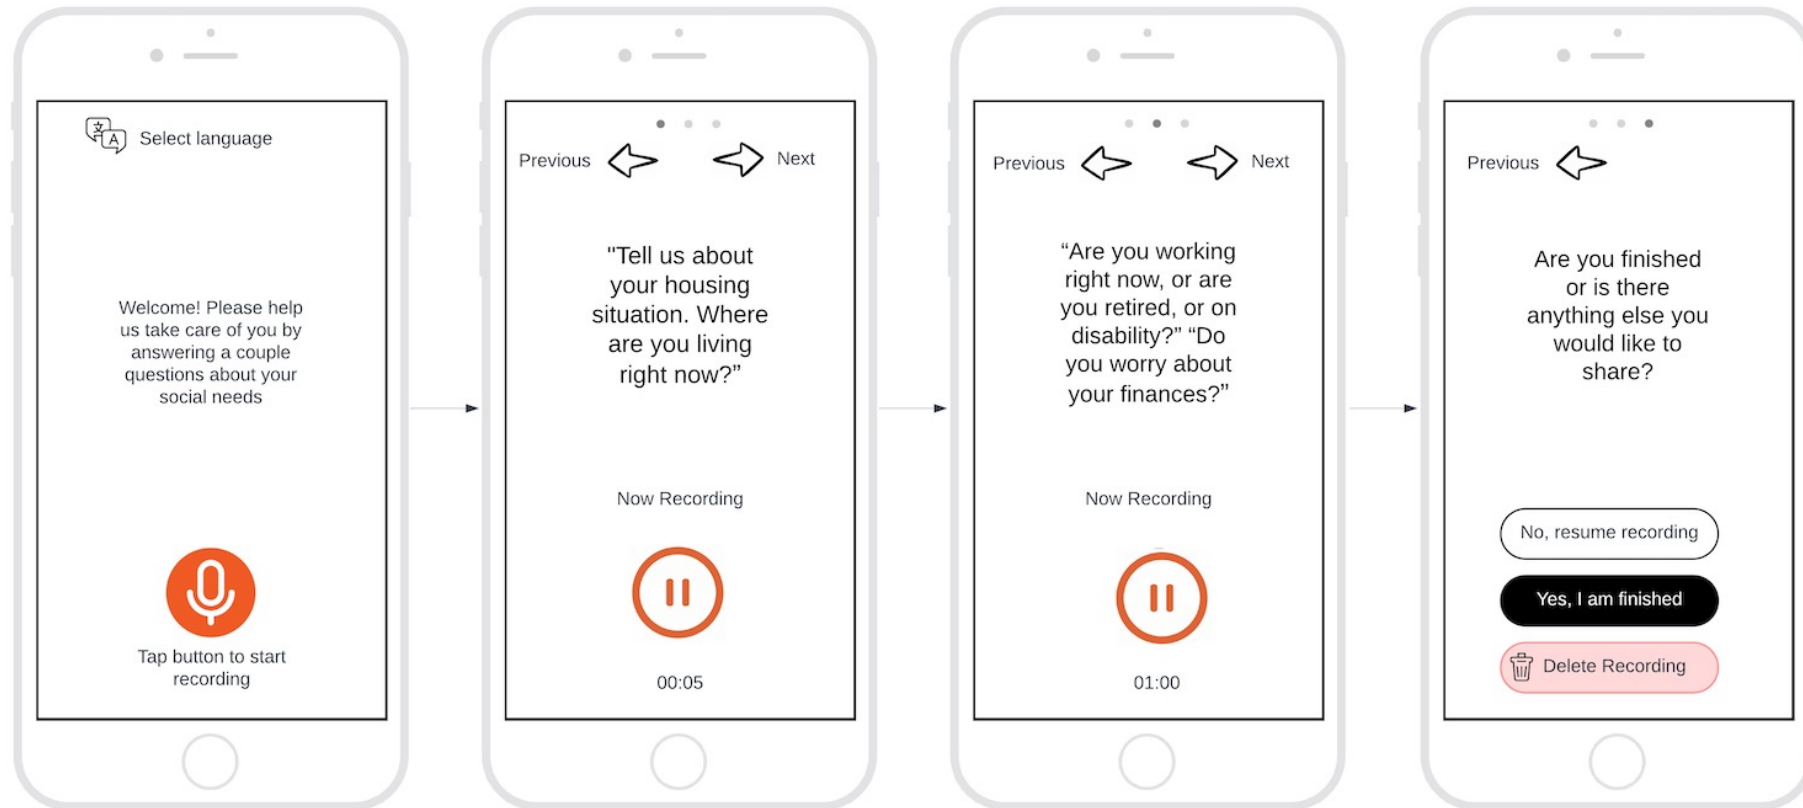 文
A
Select language
Welcome! Please help
us take care of you by
answering a couple
questions about your
social needs
Tap button to start
recording
Previous
Next
"Tell us about
your housing
situation. Where
are you living
right now?”
Now Recording
00:05
Previous
Next
“Are you working
right now, or are
you retired, or on
disability?” “Do
you worry about
your finances?”
Now Recording
01:00
Previous
Are you finished
or is there
anything else you
would like to
share?
No, resume recording
Yes, I am finished
Delete Recording